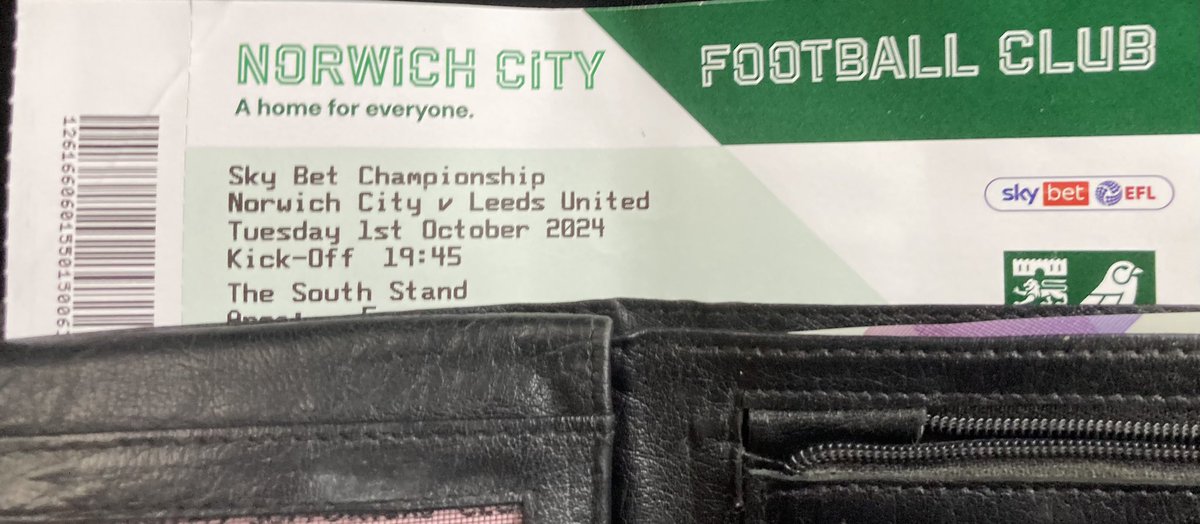 NORWiCH CiTY
A home for everyone.
FOOTBALL CLUB
Sky Bet Championship
Norwich City v Leeds United
Tuesday 1st October 2024
Kick-Off 19:45
The South Stand
sky bet EFL